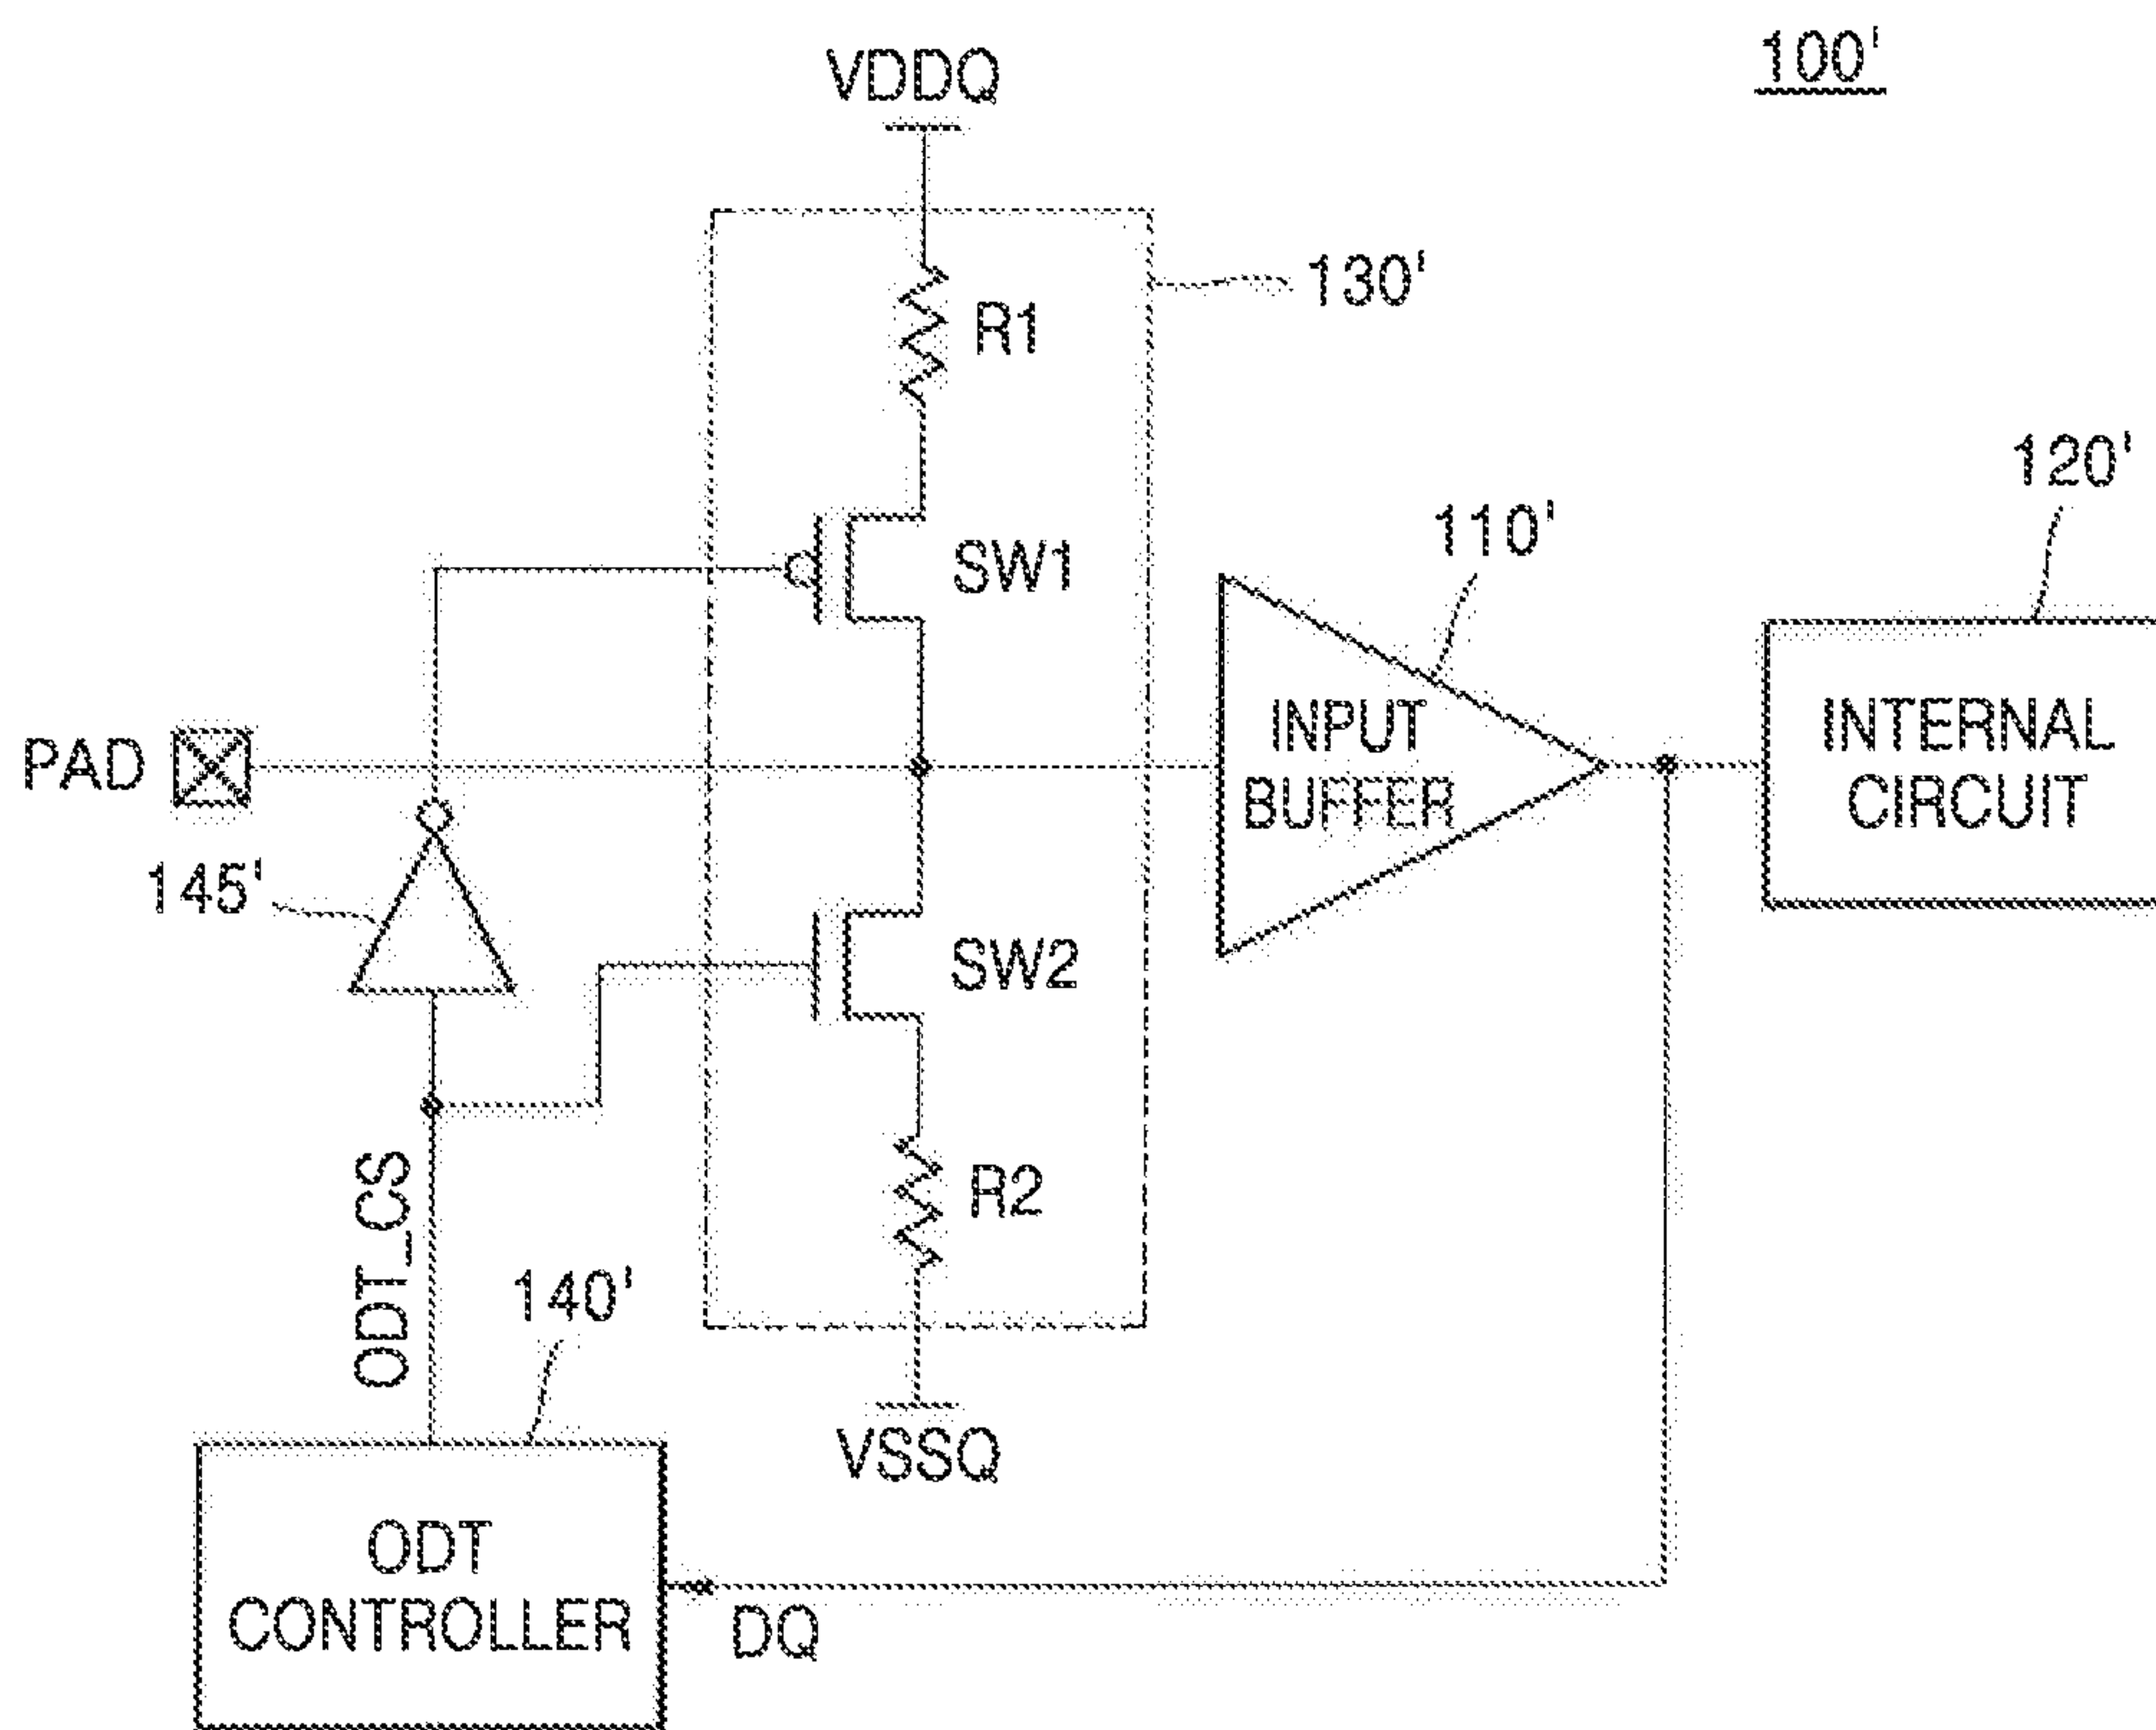 100'
VDDQ
130'
R1
120'
110'
SW1
INPUT
BUFFER
INTERNAL
CIRCUIT
PAD
145'
SW2
R2
ODT_CS
140'
VSSQ
ODT
CONTROLLER
DQ